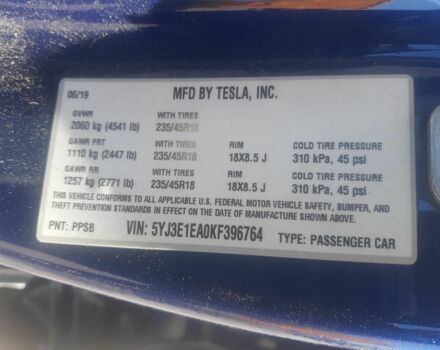 06/19 MFD BY TESLA, INC.
GVWR WITH TIRES
2060 kg (4541 lb) 235/45R18
GAWR FRT WITH TIRES RIM COLD TIRE PRESSURE
1110 kg (2447 lb) 235/45R18 18X8.5 J 310 kPa, 45 psi
GAWR RR WITH TIRES RIM COLD TIRE PRESSURE
1257 kg (2771 lb) 235/45R18 18X8.5 J 310 kPa, 45 psi
THIS VEHICLE CONFORMS TO ALL APPLICABLE U.S. FEDERAL MOTOR VEHICLE SAFETY, BUMPER, AND
THEFT PREVENTION STANDARDS IN EFFECT ON THE DATE OF MANUFACTURE SHOWN ABOVE.
PNT: PPSB VIN: 5YJ3E1EA0KF396764 TYPE: PASSENGER CAR